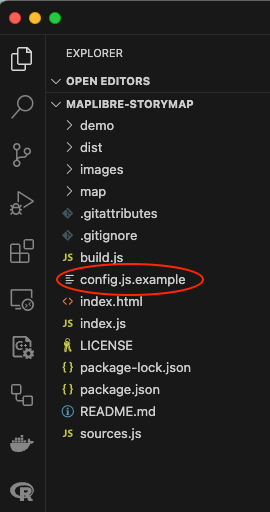 EXPLORER
OPEN EDITORS
MAPLIBRE-STORYMAP
demo
dist
images
map
.gitattributes
.gitignore
JS build.js
config.js.example
<> index.html
JS index.js
LICENSE
{} package-lock.json
{} package.json
README.md
JS sources.js
R